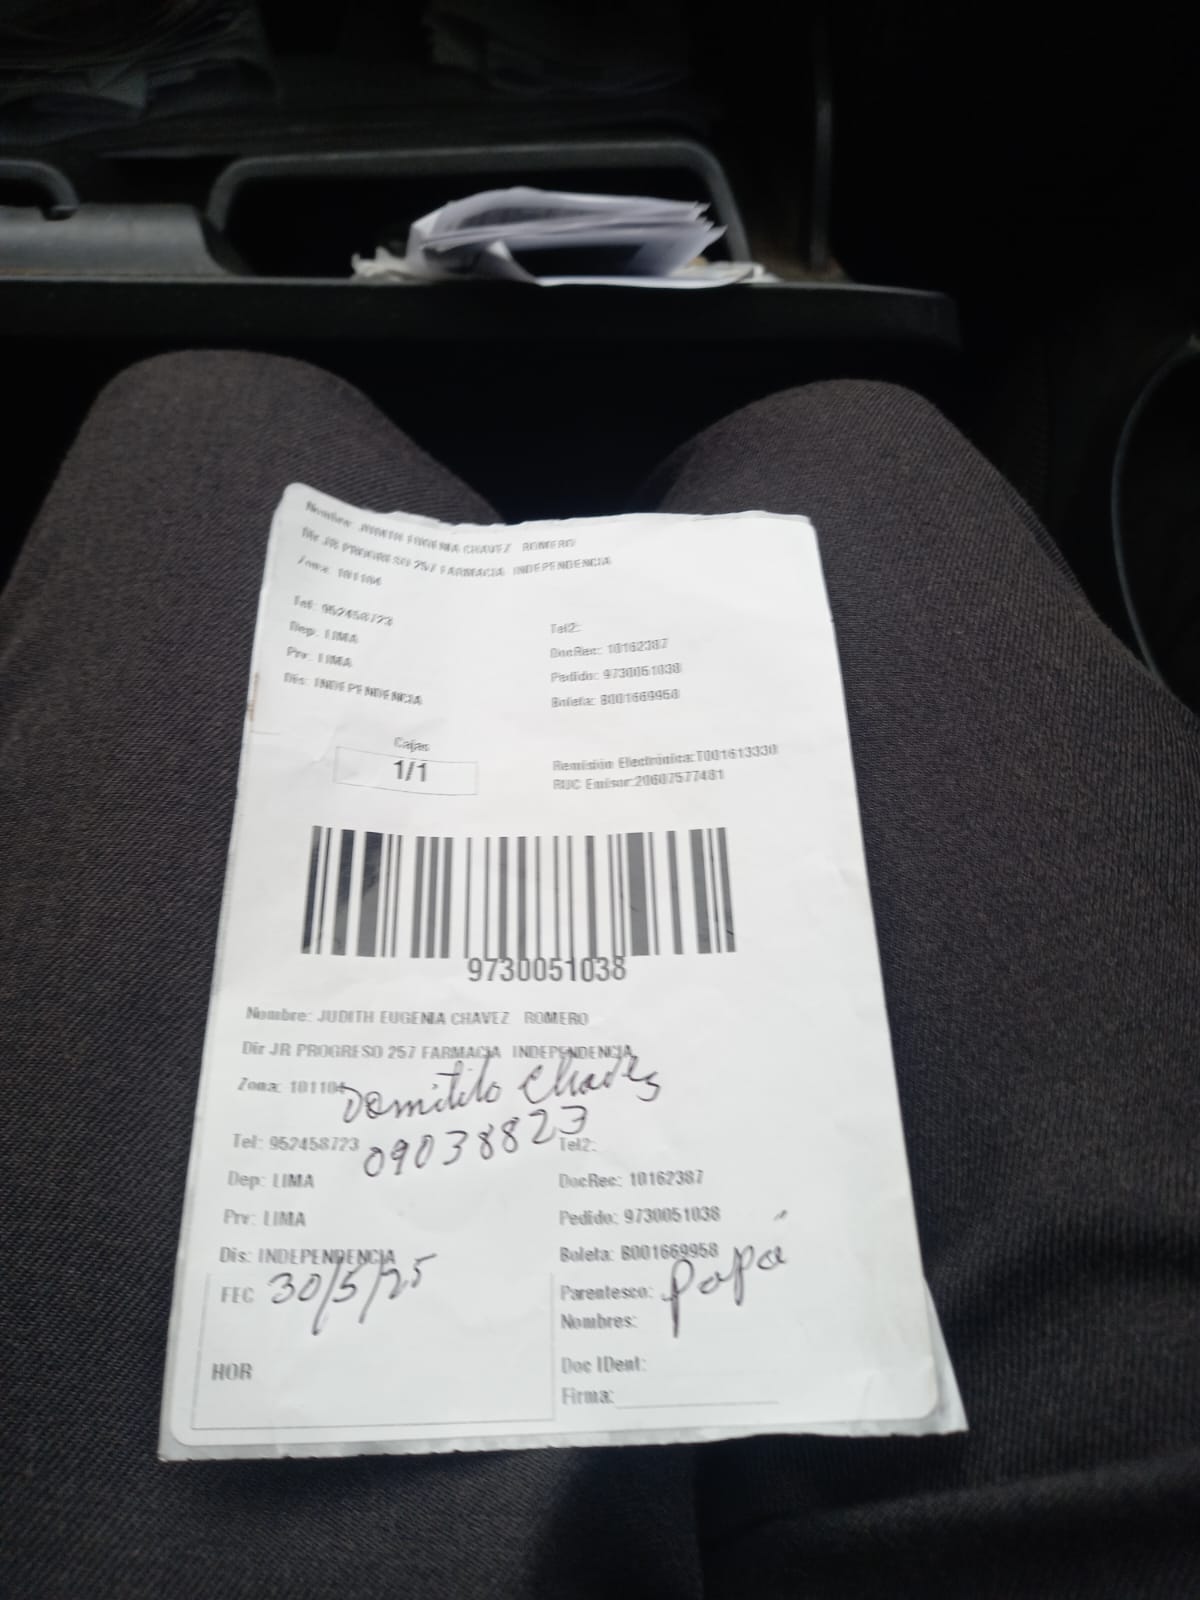 Nombre: JUDITH EUGENIA CHAVEZ ROMERO
Dir JR PROGRESO 257 FARMACIA INDEPENDENCIA
Zona: 101104
Tel: 952458723
Tel2:
Dep: LIMA
DocRec: 10162387
Prv: LIMA
Pedido: 9730051038
Dis: INDEPENDENCIA
Boleta: B001669958
Cajas
1/1
Remisión Electrónica:T001613330
RUC Emisor:20607577481
9730051038
Nombre: JUDITH EUGENIA CHAVEZ ROMERO
Dir JR PROGRESO 257 FARMACIA INDEPENDENCIA
Zona: 101104
Domitilo Chavez
Tel: 952458723
09038823
Tel2:
Dep: LIMA
DocRec: 10162387
Prv: LIMA
Pedido: 9730051038
Dis: INDEPENDENCIA
Boleta: B001669958
FEC 30/5/25
Parentesco: Papá
Nombres:
HOR
Doc IDent:
Firma: